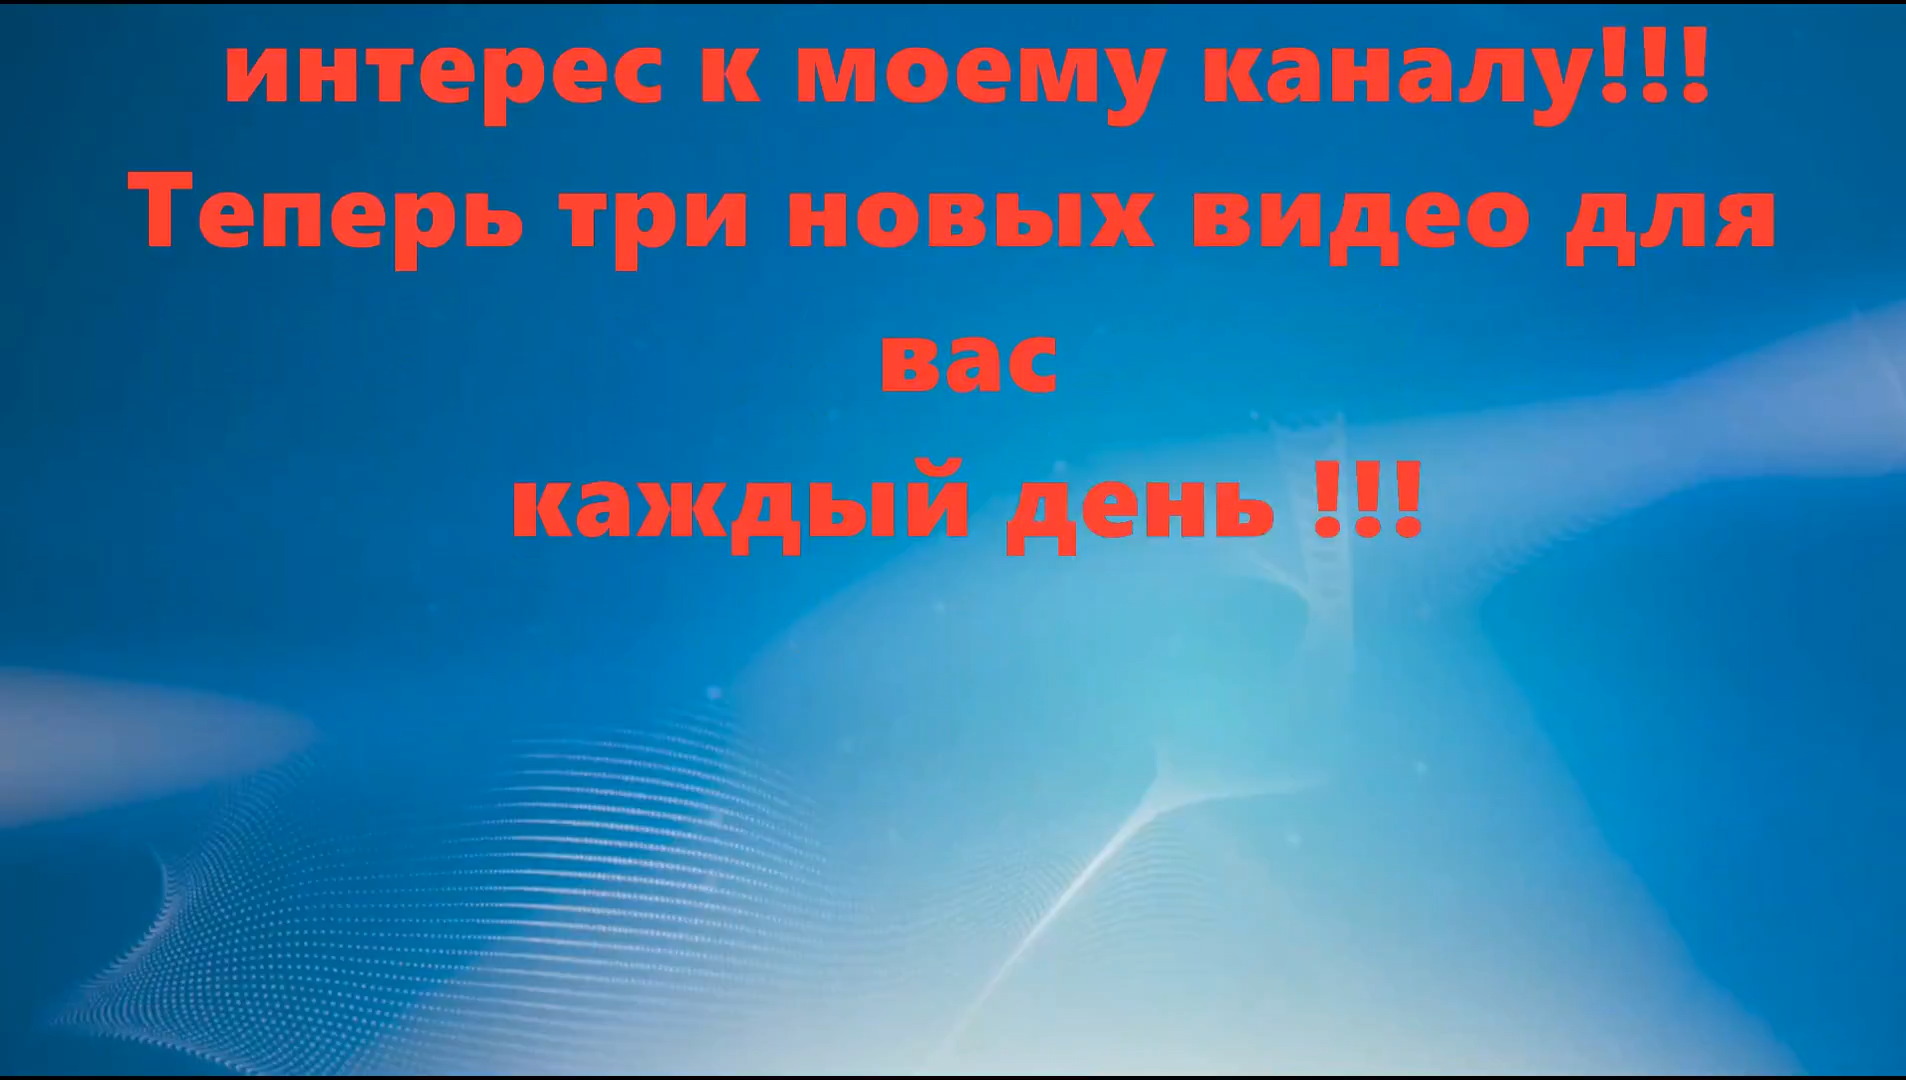 интерес к моему каналу!!!
Теперь три новых видео для
вас
каждый день !!!